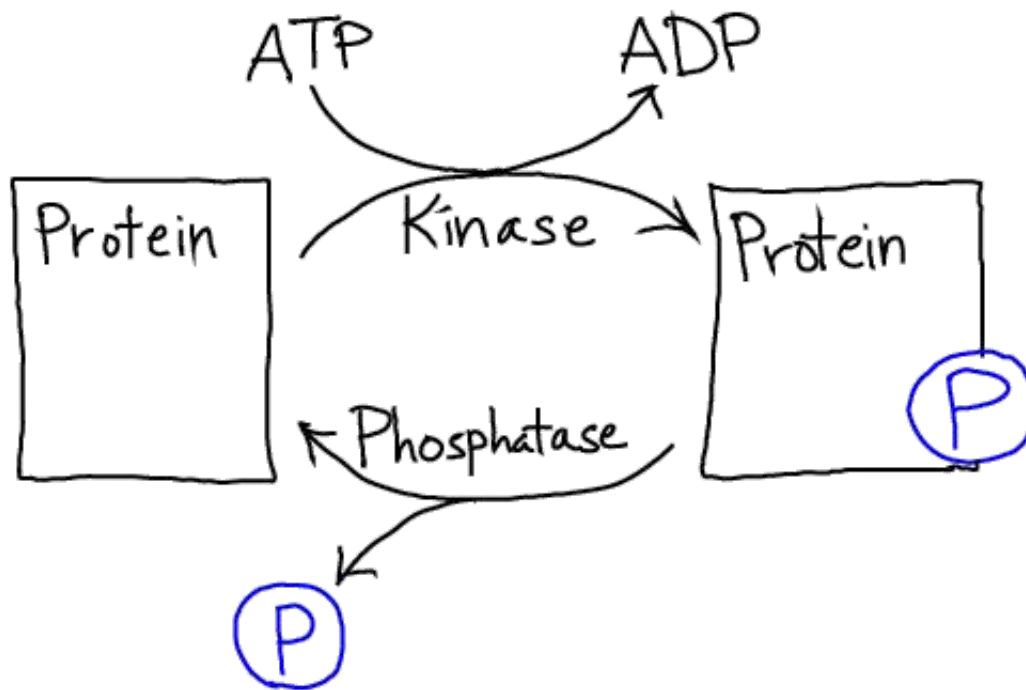 ATP
ADP
Protein
Kinase
Protein
Phosphatase
P
P